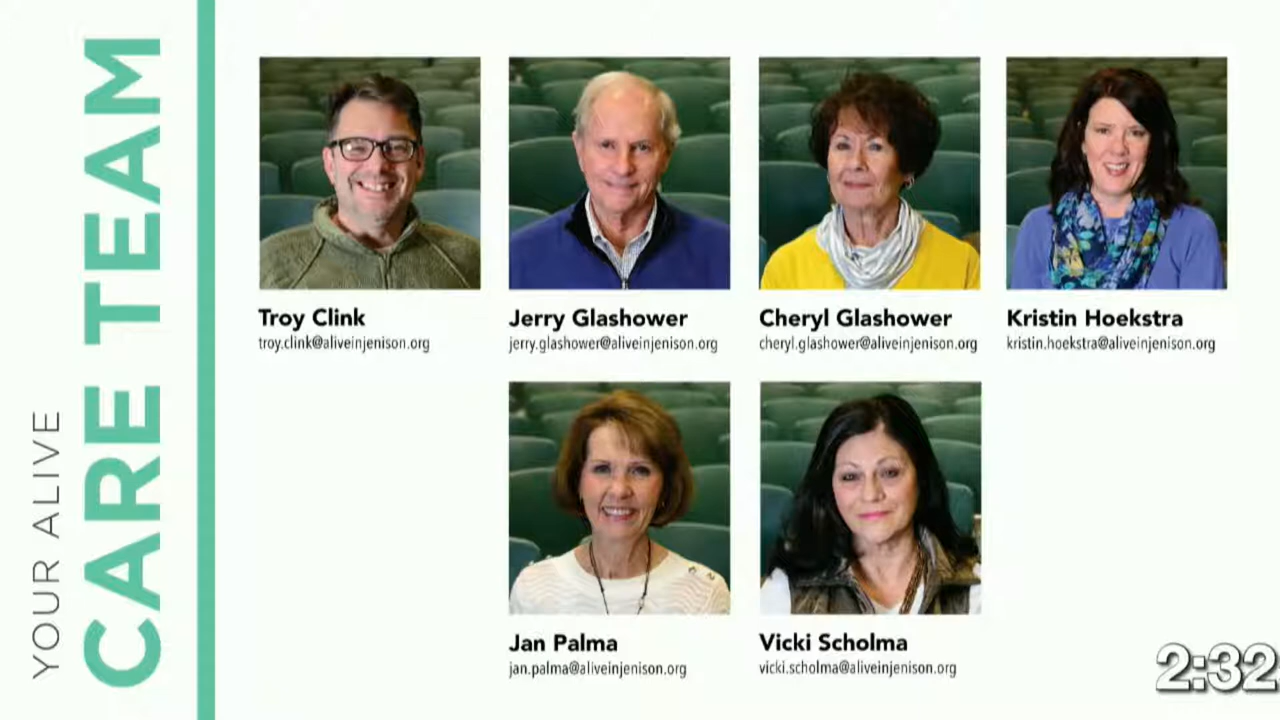 YOUR ALIVE
CARE TEAM
Troy Clink
troy.clink@aliveinjenison.org
Jerry Glashower
jerry.glashower@aliveinjenison.org
Cheryl Glashower
cheryl.glashower@aliveinjenison.org
Kristin Hoekstra
kristin.hoekstra@aliveinjenison.org
Jan Palma
jan.palma@aliveinjenison.org
Vicki Scholma
vicki.scholma@aliveinjenison.org
2:32